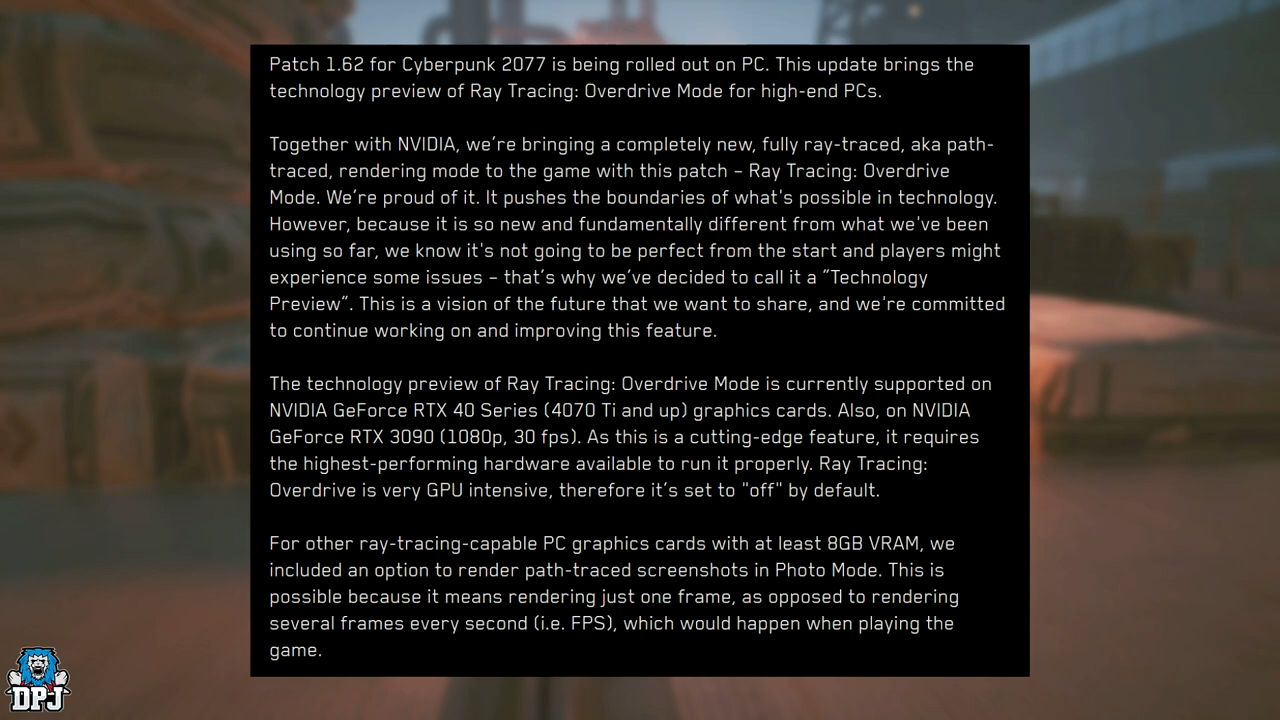 Patch 1.62 for Cyberpunk 2077 is being rolled out on PC. This update brings the
technology preview of Ray Tracing: Overdrive Mode for high-end PCs.
Together with NVIDIA, we're bringing a completely new, fully ray-traced, aka path-
traced, rendering mode to the game with this patch – Ray Tracing: Overdrive
Mode. We're proud of it. It pushes the boundaries of what's possible in technology.
However, because it is so new and fundamentally different from what we've been
using so far, we know it's not going to be perfect from the start and players might
experience some issues – that's why we've decided to call it a "Technology
Preview". This is a vision of the future that we want to share, and we're committed
to continue working on and improving this feature.
The technology preview of Ray Tracing: Overdrive Mode is currently supported on
NVIDIA GeForce RTX 40 Series (4070 Ti and up) graphics cards. Also, on NVIDIA
GeForce RTX 3090 (1080p, 30 fps). As this is a cutting-edge feature, it requires
the highest-performing hardware available to run it properly. Ray Tracing:
Overdrive is very GPU intensive, therefore it's set to "off" by default.
For other ray-tracing-capable PC graphics cards with at least 8GB VRAM, we
included an option to render path-traced screenshots in Photo Mode. This is
possible because it means rendering just one frame, as opposed to rendering
several frames every second (i.e. FPS), which would happen when playing the
game.
DPJ